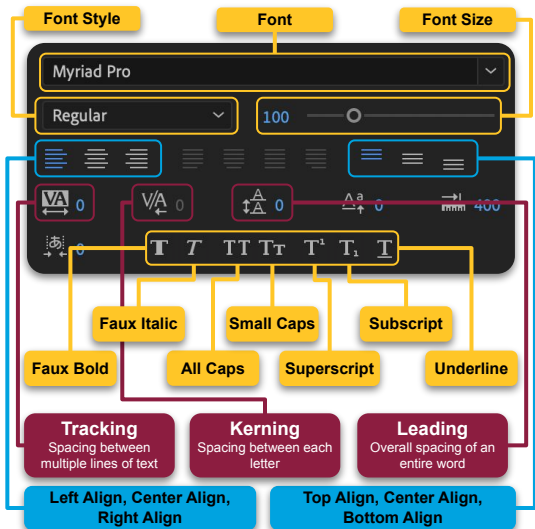 Font Style
Font
Font Size
Myriad Pro
Regular
100
VA 0
V/A 0
A A 0
A a 0
400
あ 0
T T TT TT T¹ T₁ T
Faux Italic
Small Caps
Subscript
Faux Bold
All Caps
Superscript
Underline
Tracking
Spacing between
multiple lines of text
Kerning
Spacing between each
letter
Leading
Overall spacing of an
entire word
Left Align, Center Align,
Right Align
Top Align, Center Align,
Bottom Align